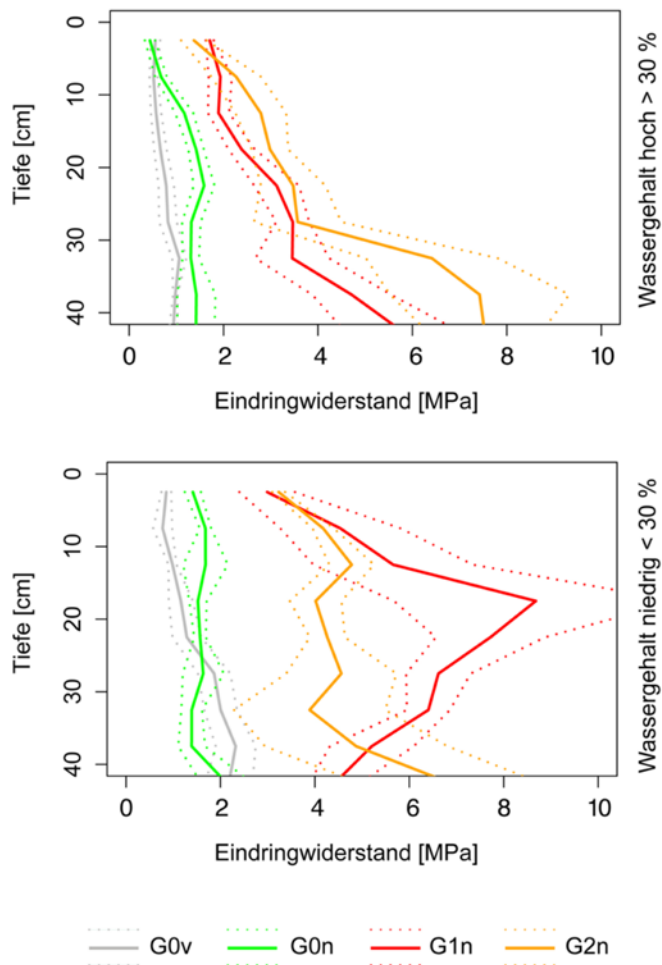 0
10
20
30
40
Tiefe [cm]
0 2 4 6 8 10
Eindringwiderstand [MPa]
Wassergehalt hoch > 30 %
0
10
20
30
40
Tiefe [cm]
0 2 4 6 8 10
Eindringwiderstand [MPa]
Wassergehalt niedrig < 30 %
G0v G0n G1n G2n